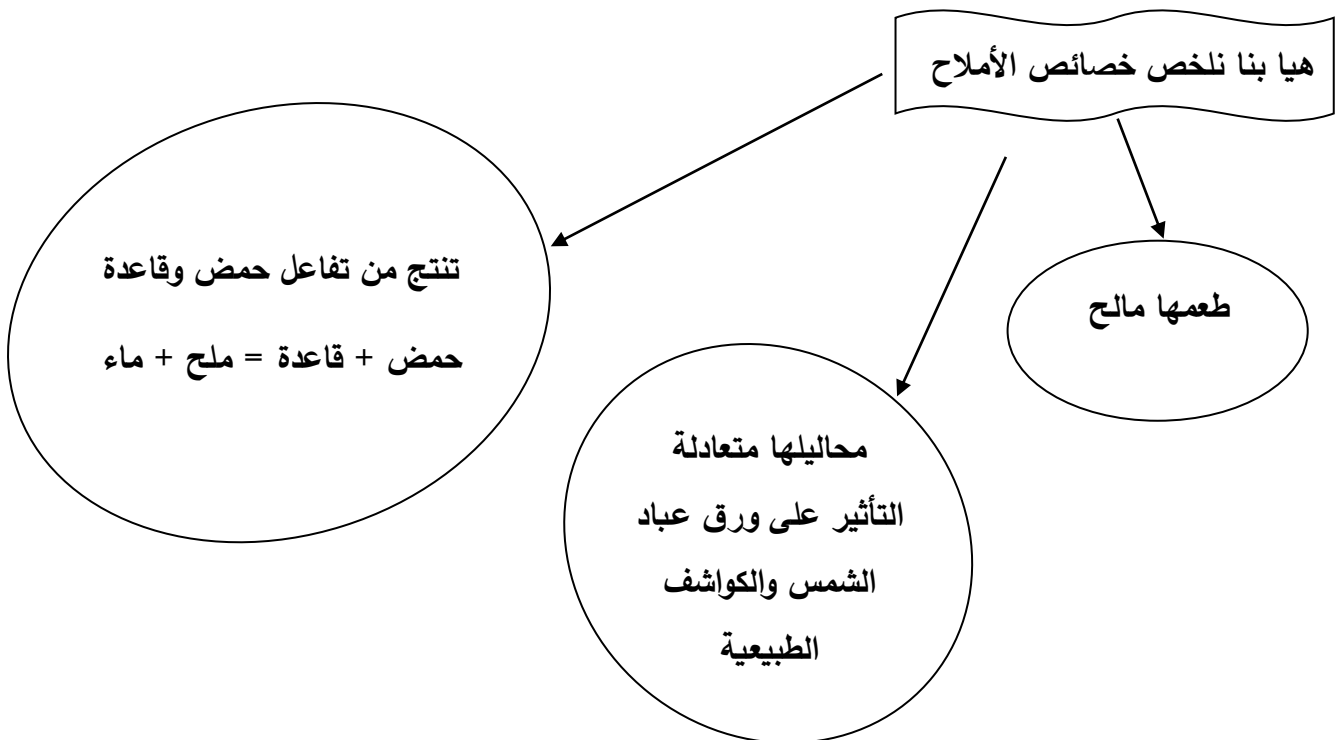 هيا بنا نلخص خصائص الأملاح
طعمها مالح
تنتج من تفاعل حمض وقاعدة
حمض + قاعدة = ملح + ماء
محاليلها متعادلة
التأثير على ورق عباد
الشمس والكواشف
الطبيعية